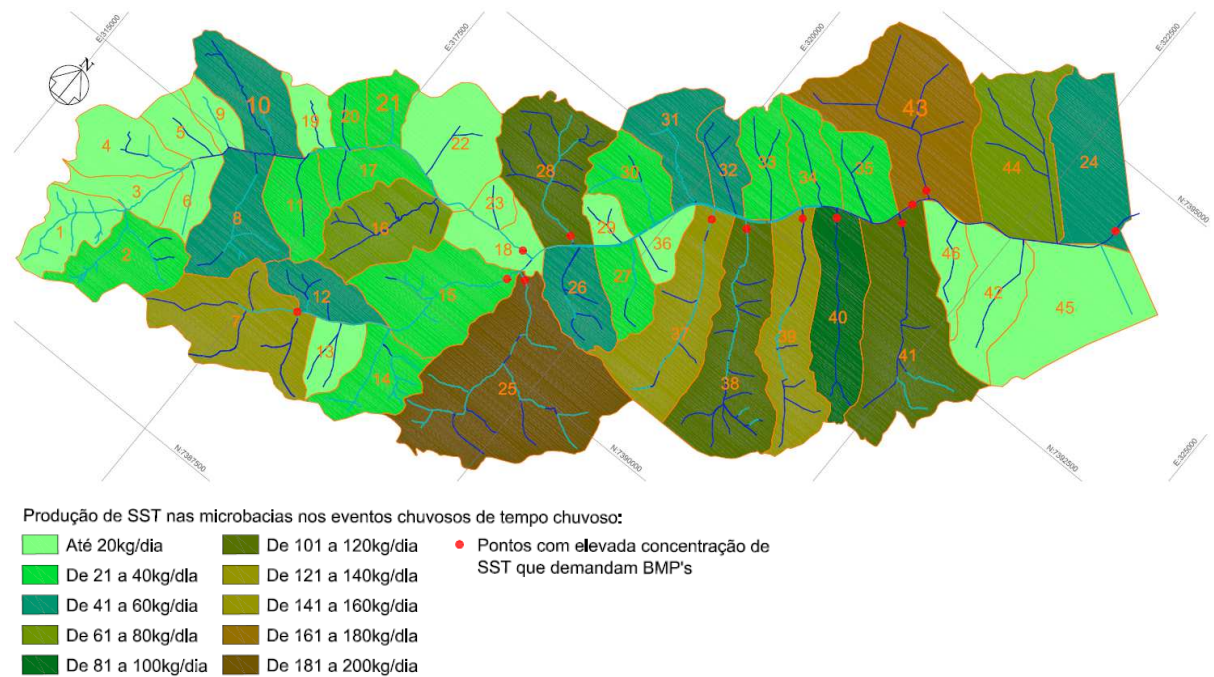 E:315000
E:317500
E:320000
E:322500
N
10
43
9
19
20
21
5
4
22
31
24
28
33
32
35
44
17
30
34
3
6
11
23
1
8
16
29
2
18
36
46
12
15
26
27
42
45
7
37
39
40
13
38
41
14
25
N:7395000
N:7387500
N:7390000
N:7392500
E:325000
Produção de SST nas microbacias nos eventos chuvosos de tempo chuvoso:
Até 20kg/dia
De 21 a 40kg/dia
De 41 a 60kg/dia
De 61 a 80kg/dia
De 81 a 100kg/dia
De 101 a 120kg/dia
De 121 a 140kg/dia
De 141 a 160kg/dia
De 161 a 180kg/dia
De 181 a 200kg/dia
Pontos com elevada concentração de
SST que demandam BMP's